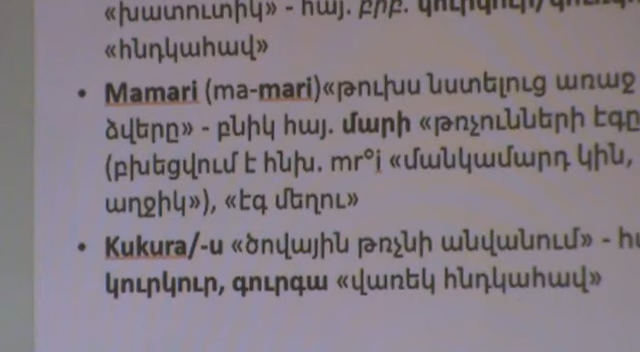 «խատուտիկ» - հայ. բրբ.
«հնդկահավ»
• Mamari (ma-mari)«թուխս նստելուց առաջ
ձվերը» - բնիկ հայ. մարի «թռչունների էգը
(բխեցվում է հնխ. mr°i̯ «մանկամարդ կին,
աղջիկ»), «էգ մեղու»
• Kukura/-u «ծովային թռչնի անվանում» - հա
կուրկուր, գուրգա «վառեկ հնդկահավ»